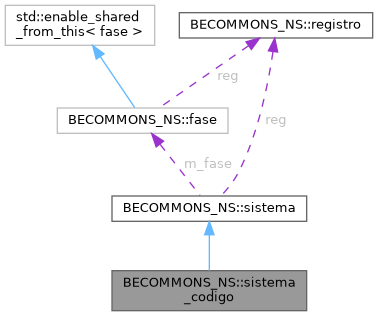 std::enable_shared
_from_this< fase >
BECOMMONS_NS::registro
reg
BECOMMONS_NS::fase
reg
m_fase
BECOMMONS_NS::sistema
BECOMMONS_NS::sistema
_codigo